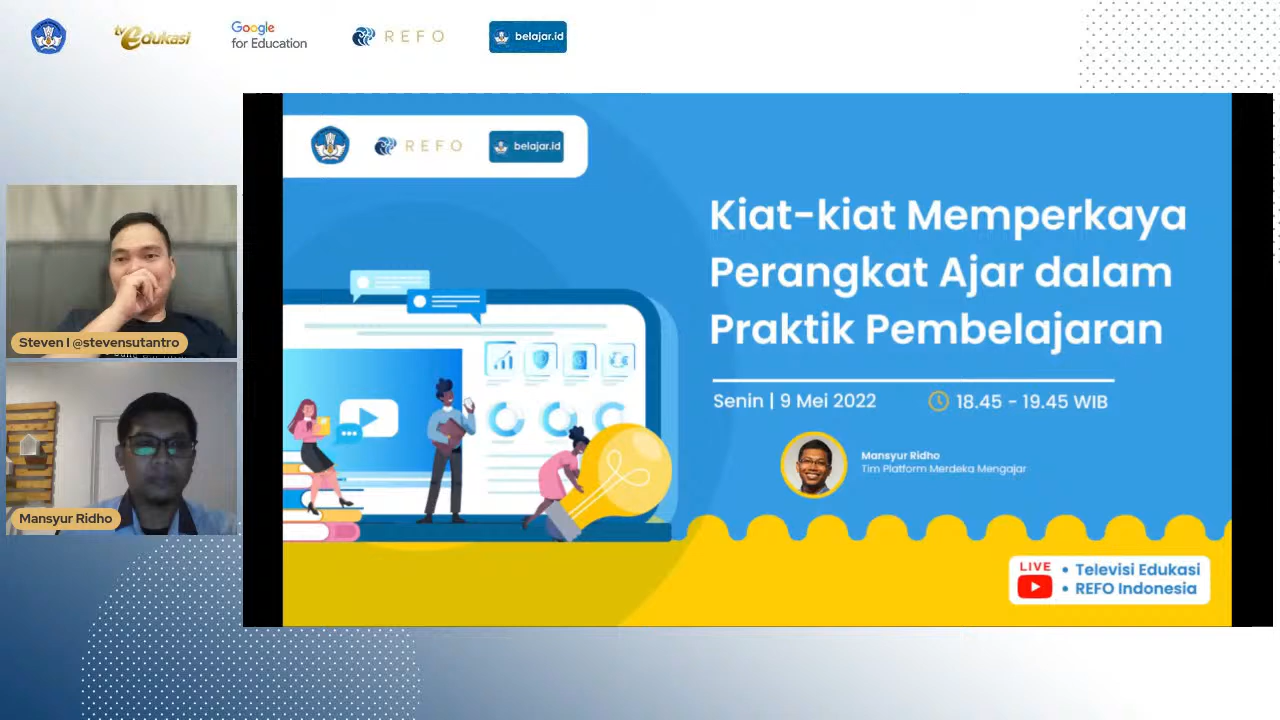 tv edukasi
Google
for Education
REFO
belajar.id
REFO
belajar.id
Kiat-kiat Memperkaya
Perangkat Ajar dalam
Praktik Pembelajaran
Senin | 9 Mei 2022
18.45 - 19.45 WIB
Mansyur Ridho
Tim Platform Merdeka Mengajar
Steven I @stevensutantro
Mansyur Ridho
LIVE
• Televisi Edukasi
• REFO Indonesia